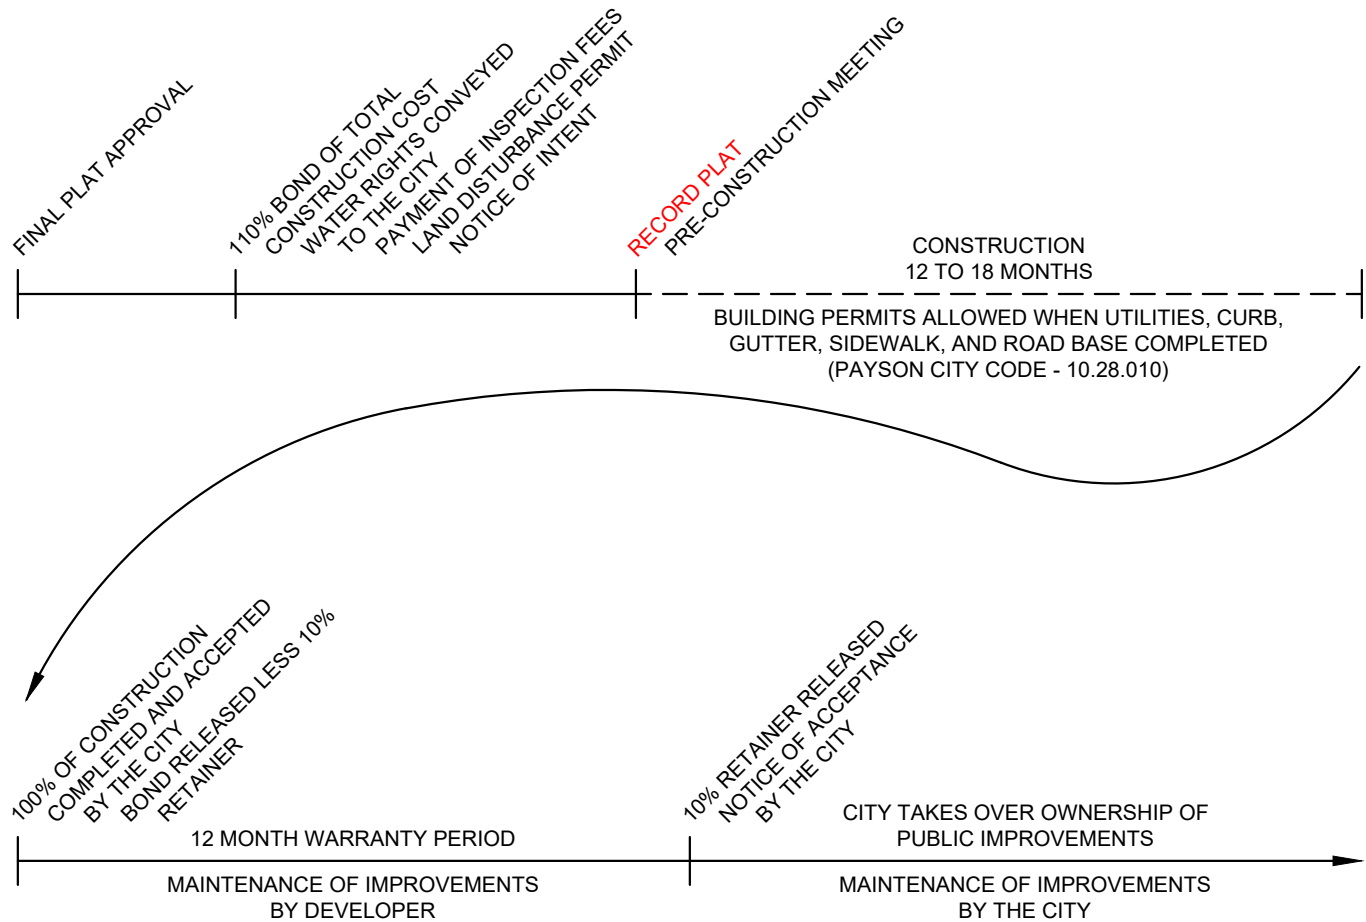 FINAL PLAT APPROVAL
110% BOND OF TOTAL
CONSTRUCTION COST
WATER RIGHTS CONVEYED
TO THE CITY
PAYMENT OF INSPECTION FEES
LAND DISTURBANCE PERMIT
NOTICE OF INTENT
RECORD PLAT
PRE-CONSTRUCTION MEETING
CONSTRUCTION
12 TO 18 MONTHS
BUILDING PERMITS ALLOWED WHEN UTILITIES, CURB,
GUTTER, SIDEWALK, AND ROAD BASE COMPLETED
(PAYSON CITY CODE - 10.28.010)
100% OF CONSTRUCTION
COMPLETED AND ACCEPTED
BY THE CITY
BOND RELEASED LESS 10%
RETAINER
12 MONTH WARRANTY PERIOD
MAINTENANCE OF IMPROVEMENTS
BY DEVELOPER
10% RETAINER RELEASED
NOTICE OF ACCEPTANCE
BY THE CITY
CITY TAKES OVER OWNERSHIP OF
PUBLIC IMPROVEMENTS
MAINTENANCE OF IMPROVEMENTS
BY THE CITY